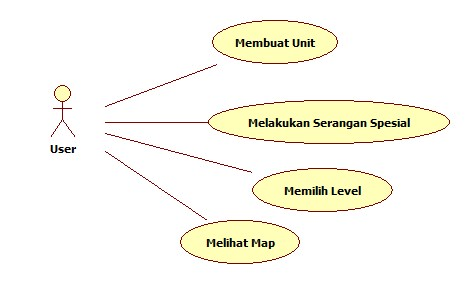 Membuat Unit
Melakukan Serangan Spesial
User
Memilih Level
Melihat Map